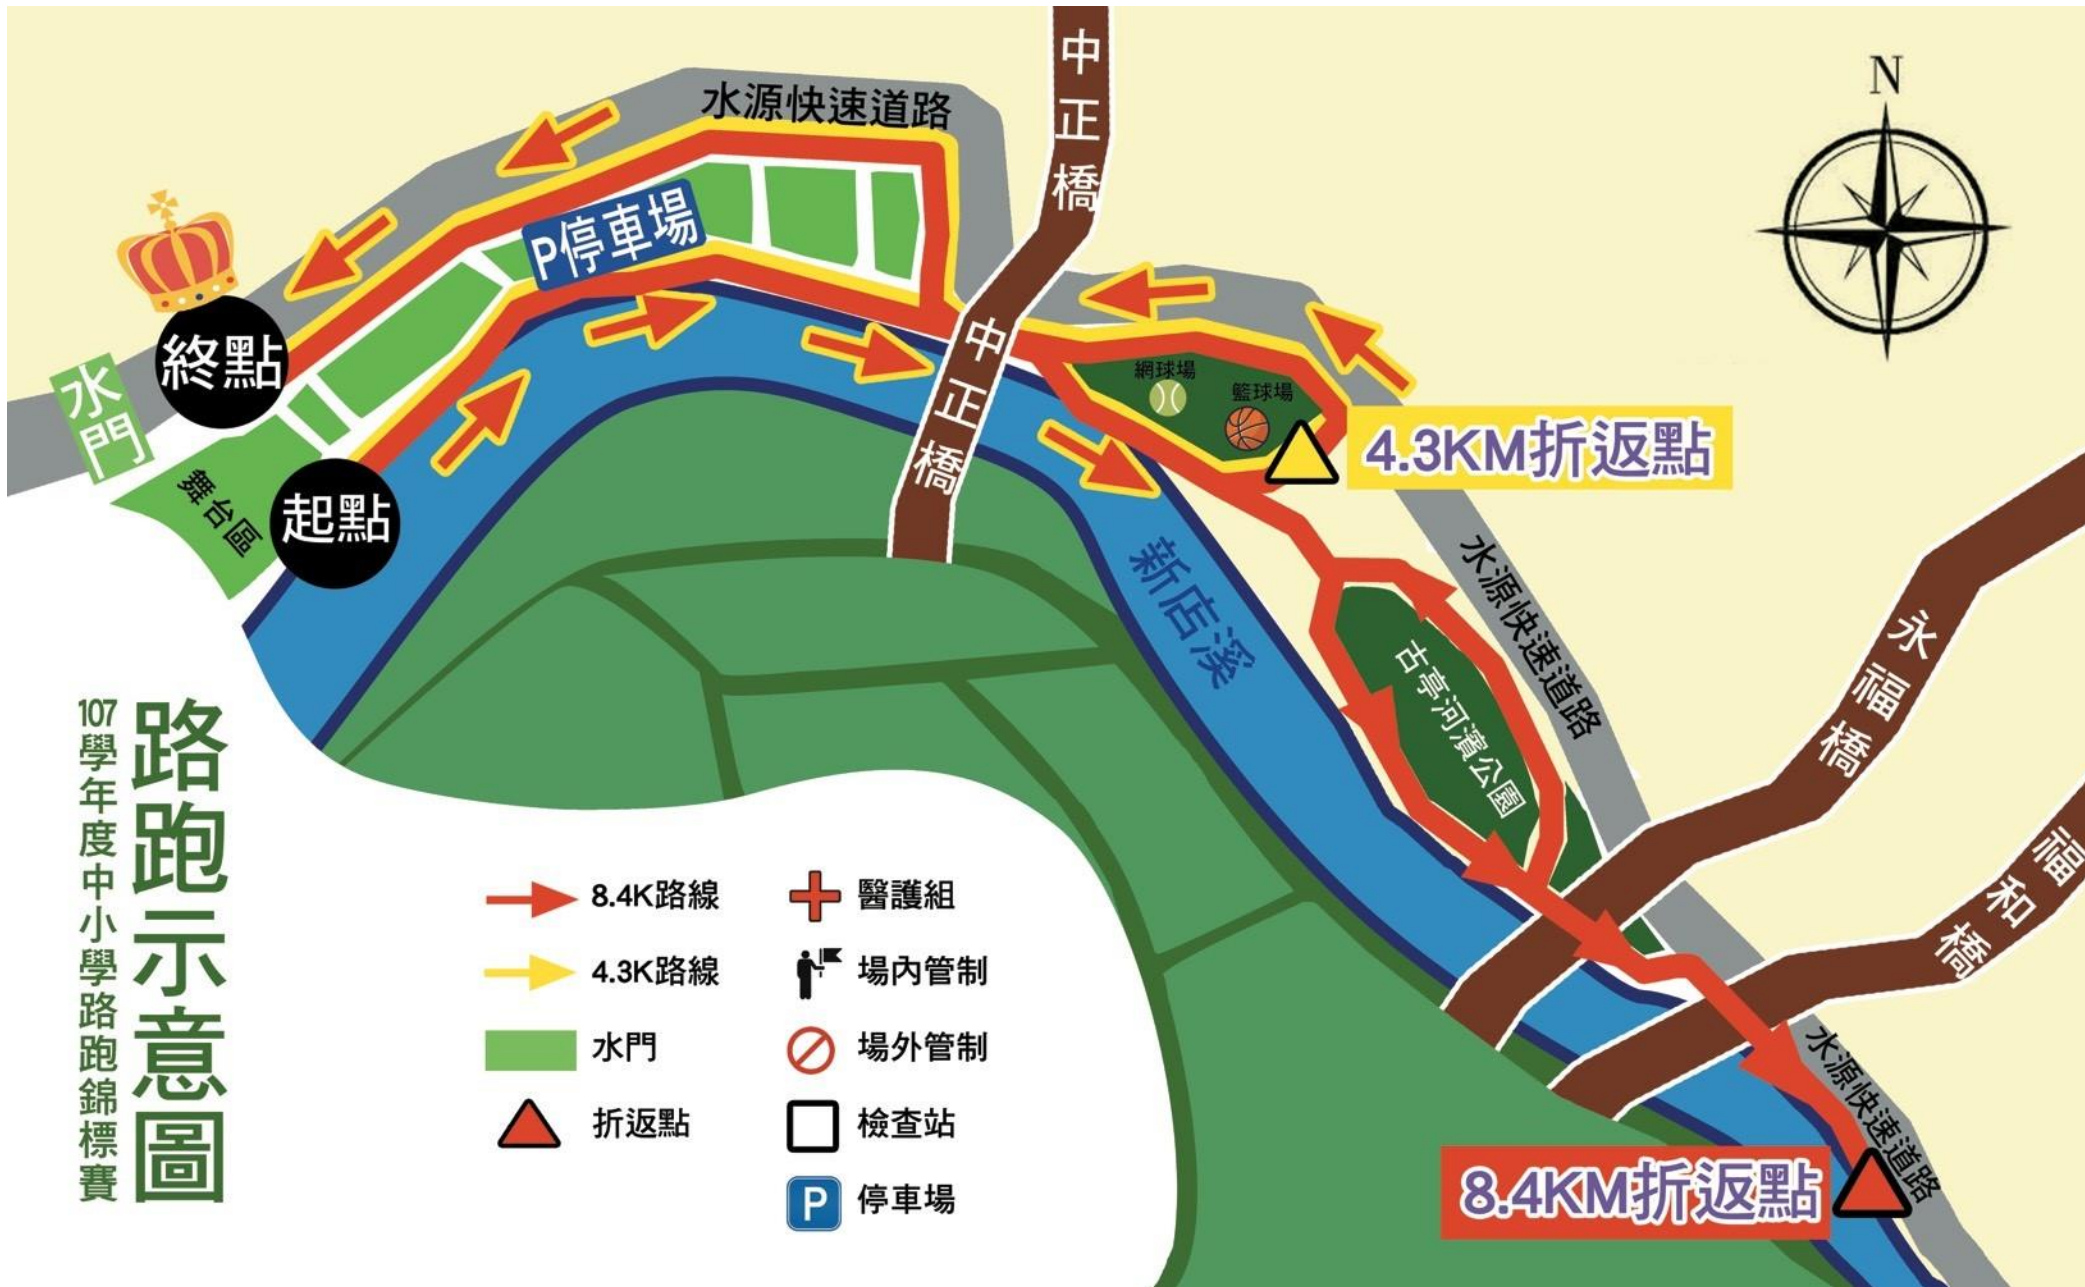 中正橋
水源快速道路
N
P停車場
終點
水門
舞台區
起點
中正橋
網球場
籃球場
4.3KM折返點
新店溪
水源快速道路
古亭河濱公園
永福橋
福和橋
水源快速道路
8.4KM折返點
路跑示意圖
107學年度中小學路跑錦標賽
8.4K路線
4.3K路線
水門
折返點
醫護組
場內管制
場外管制
檢查站
P
停車場